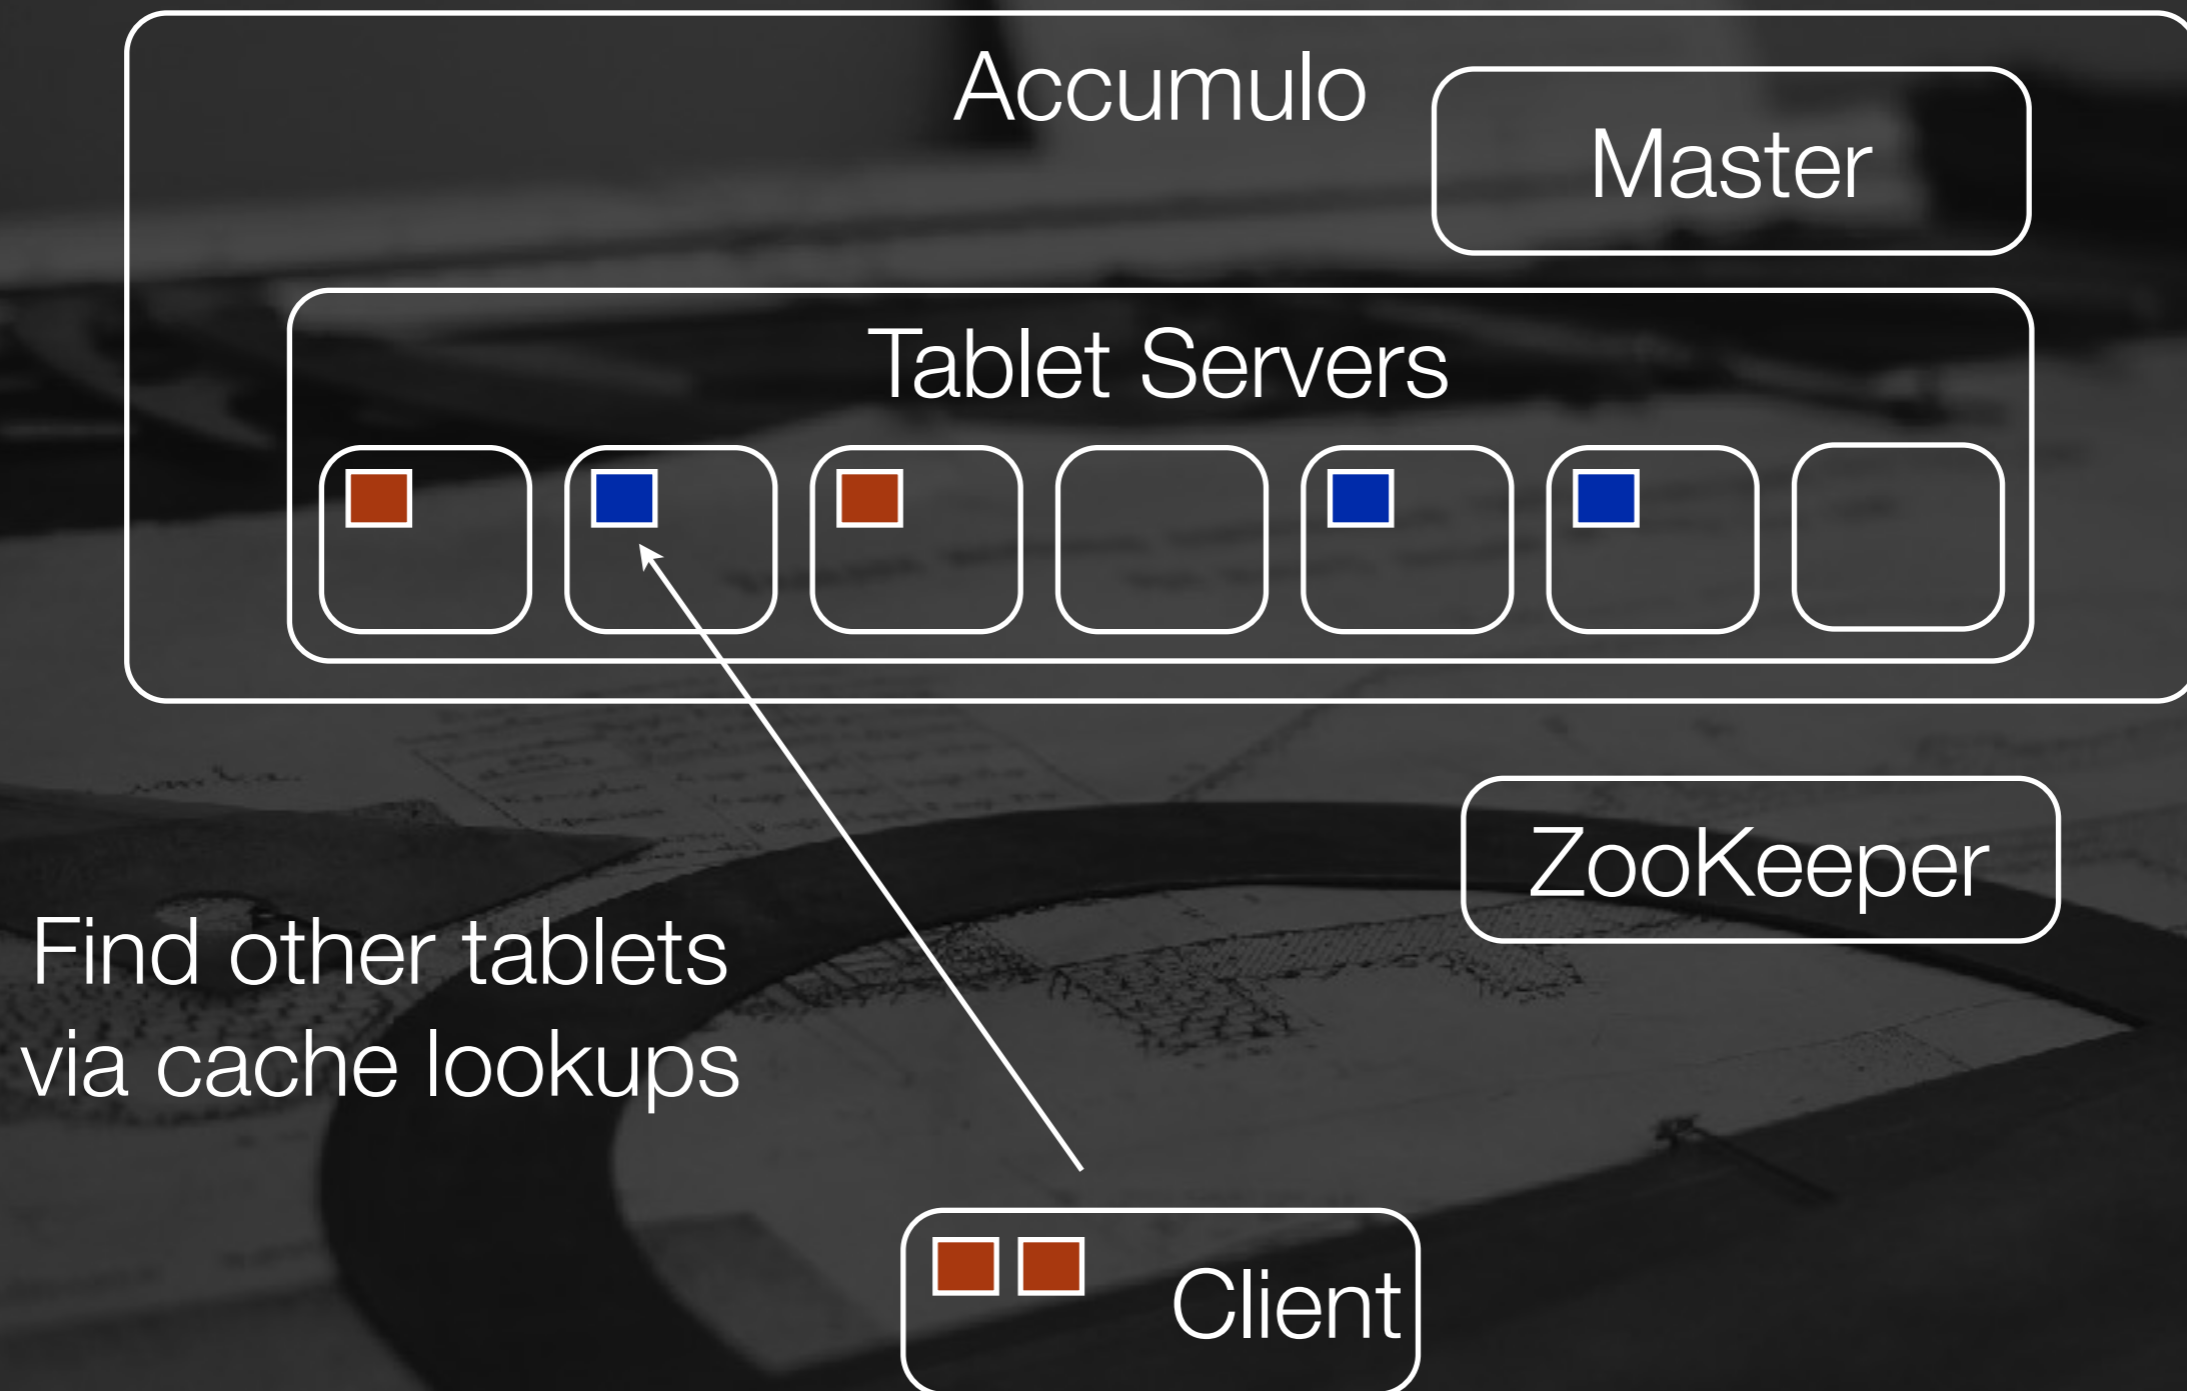 Accumulo
Master
Tablet Servers
ZooKeeper
Find other tablets
via cache lookups
Client